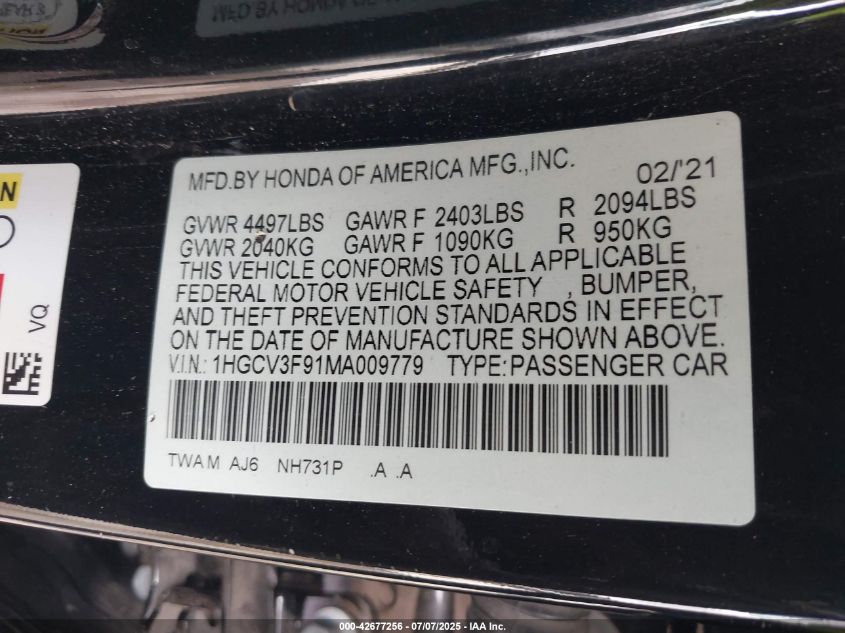 MFD.BY HONDA OF AMERICA MFG.,INC. 02/'21
GVWR 4497LBS GAWR F 2403LBS R 2094LBS
GVWR 2040KG GAWR F 1090KG R 950KG
THIS VEHICLE CONFORMS TO ALL APPLICABLE
FEDERAL MOTOR VEHICLE SAFETY , BUMPER,
AND THEFT PREVENTION STANDARDS IN EFFECT
ON THE DATE OF MANUFACTURE SHOWN ABOVE.
V.I.N.: 1HGCV3F91MA009779 TYPE:PASSENGER CAR
TWAM AJ6 NH731P .A .A
N
VQ
000-42677256 | 07/07/2025 - IAA Inc.